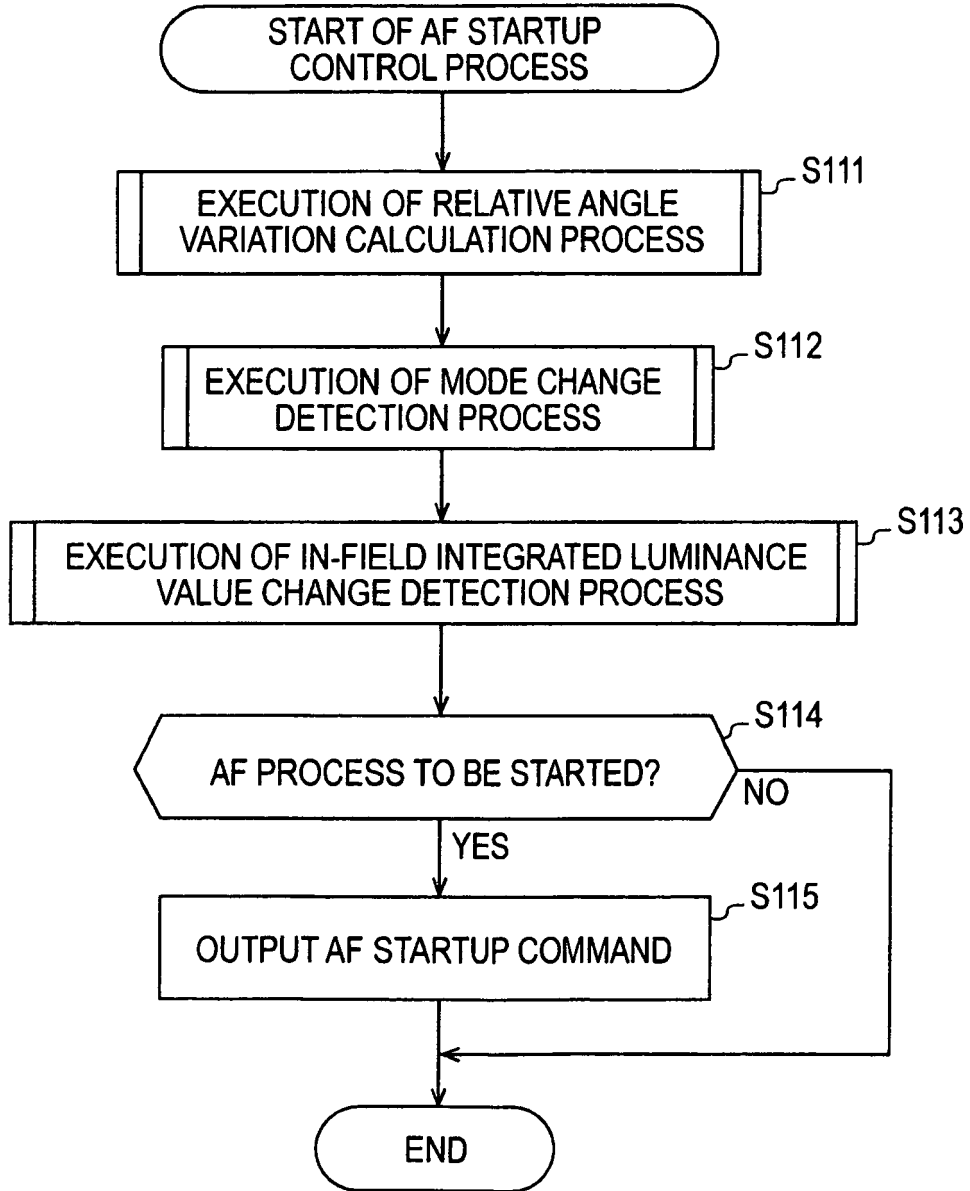 START OF AF STARTUP
CONTROL PROCESS
S111
EXECUTION OF RELATIVE ANGLE
VARIATION CALCULATION PROCESS
S112
EXECUTION OF MODE CHANGE
DETECTION PROCESS
S113
EXECUTION OF IN-FIELD INTEGRATED LUMINANCE
VALUE CHANGE DETECTION PROCESS
S114
AF PROCESS TO BE STARTED?
NO
YES
S115
OUTPUT AF STARTUP COMMAND
END